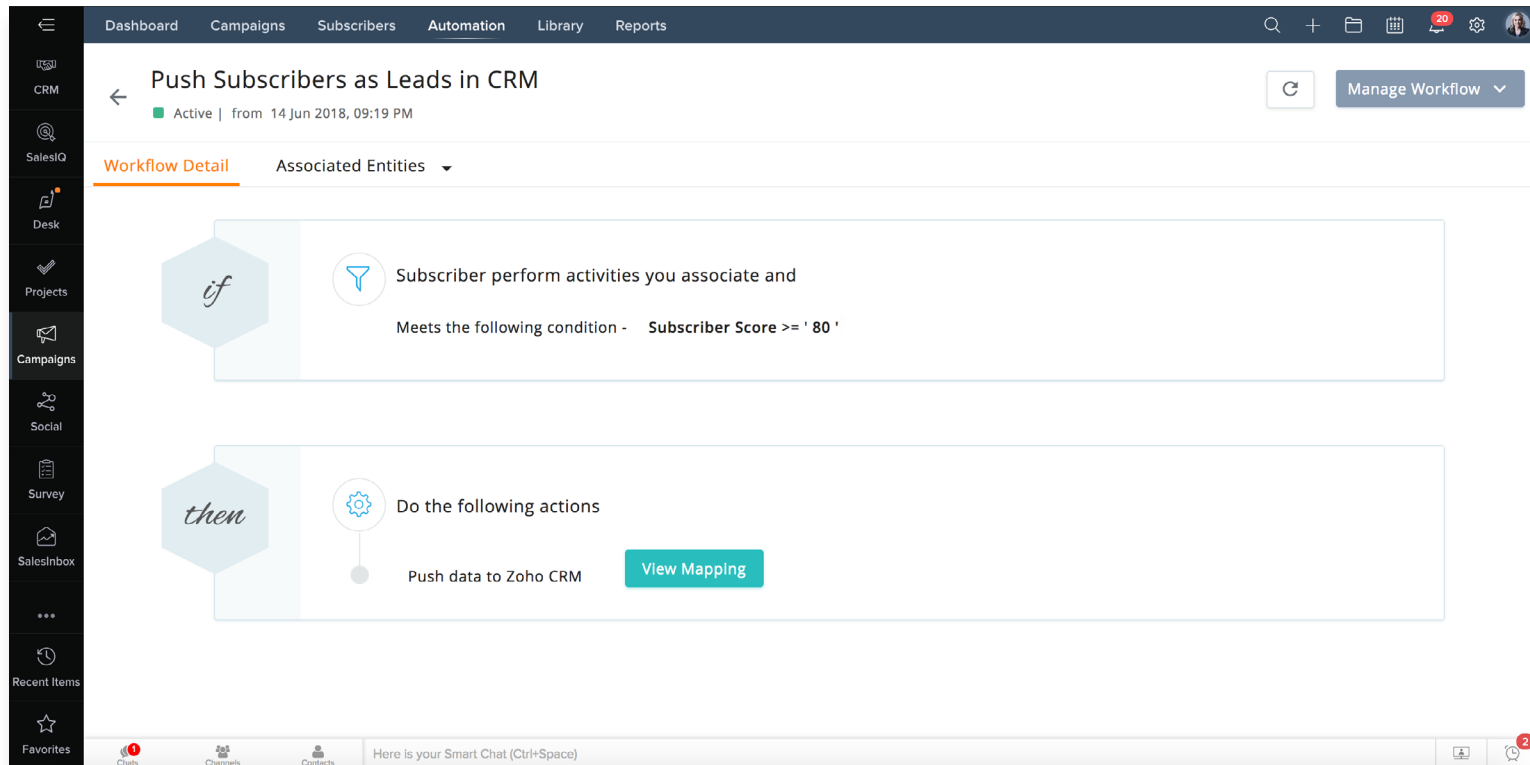 Dashboard Campaigns Subscribers Automation Library Reports 20
CRM
SalesIQ
Desk
Projects
Campaigns
Social
Survey
SalesInbox
Recent Items
Favorites
Push Subscribers as Leads in CRM
Active | from 14 Jun 2018, 09:19 PM
Manage Workflow
Workflow Detail Associated Entities
if
Subscriber perform activities you associate and
Meets the following condition - Subscriber Score >= ' 80 '
then
Do the following actions
Push data to Zoho CRM View Mapping
1 2
Chats Channels Contacts Here is your Smart Chat (Ctrl+Space)